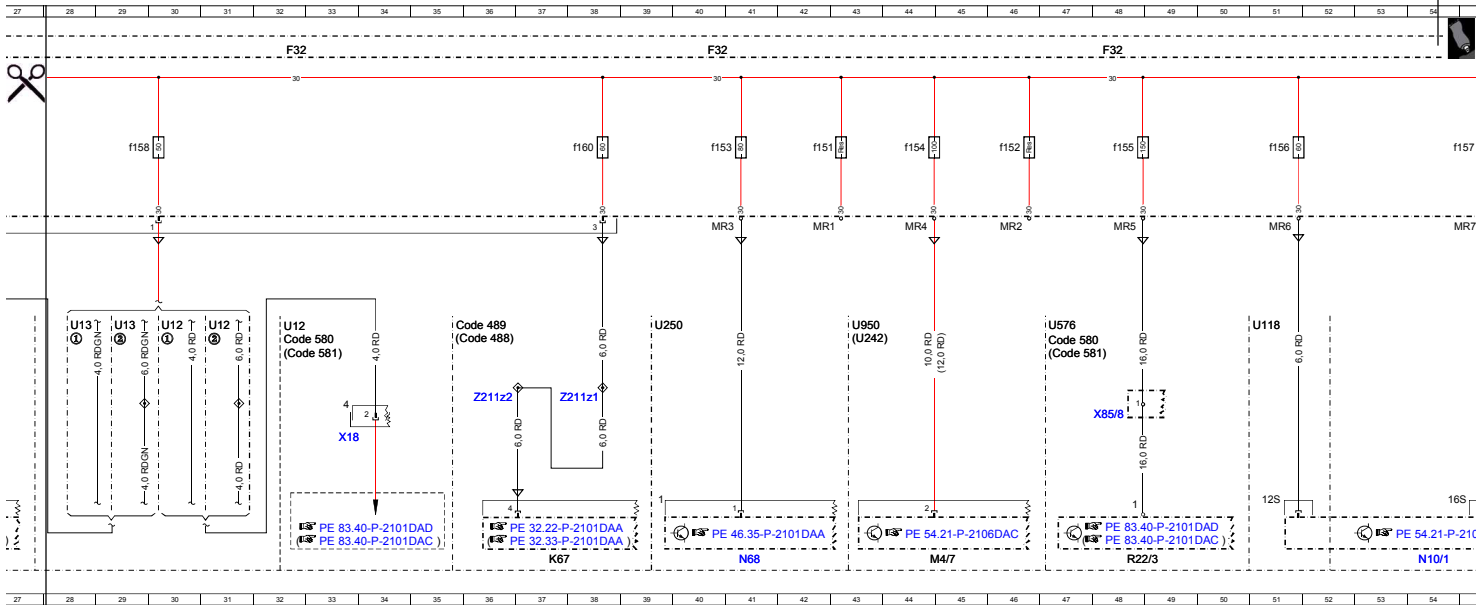 27 28 29 30 31 32 33 34 35 36 37 38 39 40 41 42 43 44 45 46 47 48 49 50 51 52 53 54
F32 F32 F32
30 30 30
f158 50 f160 60 f153 80 f151 Res f154 100 f152 Res f155 150 f156 60 f157
30 30 30 30 30 30 30 30
1 3 MR3 MR1 MR4 MR2 MR5 MR6 MR7
U13 U13 U12 U12
① ② ① ②
4,0 RDGN 6,0 RDGN 4,0 RD 6,0 RD
4,0 RDGN 4,0 RD
U12
Code 580
(Code 581)
4,0 RD
4 2
X18
PE 83.40-P-2101DAD
( PE 83.40-P-2101DAC )
Code 489
(Code 488)
6,0 RD
Z211z2 Z211z1
6,0 RD 6,0 RD
4
PE 32.22-P-2101DAA
( PE 32.33-P-2101DAA )
K67
U250
12,0 RD
1 1
PE 46.35-P-2101DAA
N68
U950
(U242)
10,0 RD
(12,0 RD)
2
PE 54.21-P-2106DAC
M4/7
U576
Code 580
(Code 581)
16,0 RD
1
X85/8
16,0 RD
1
PE 83.40-P-2101DAD
( PE 83.40-P-2101DAC )
R22/3
U118
6,0 RD
12S 16S
PE 54.21-P-210
N10/1
)
27 28 29 30 31 32 33 34 35 36 37 38 39 40 41 42 43 44 45 46 47 48 49 50 51 52 53 54